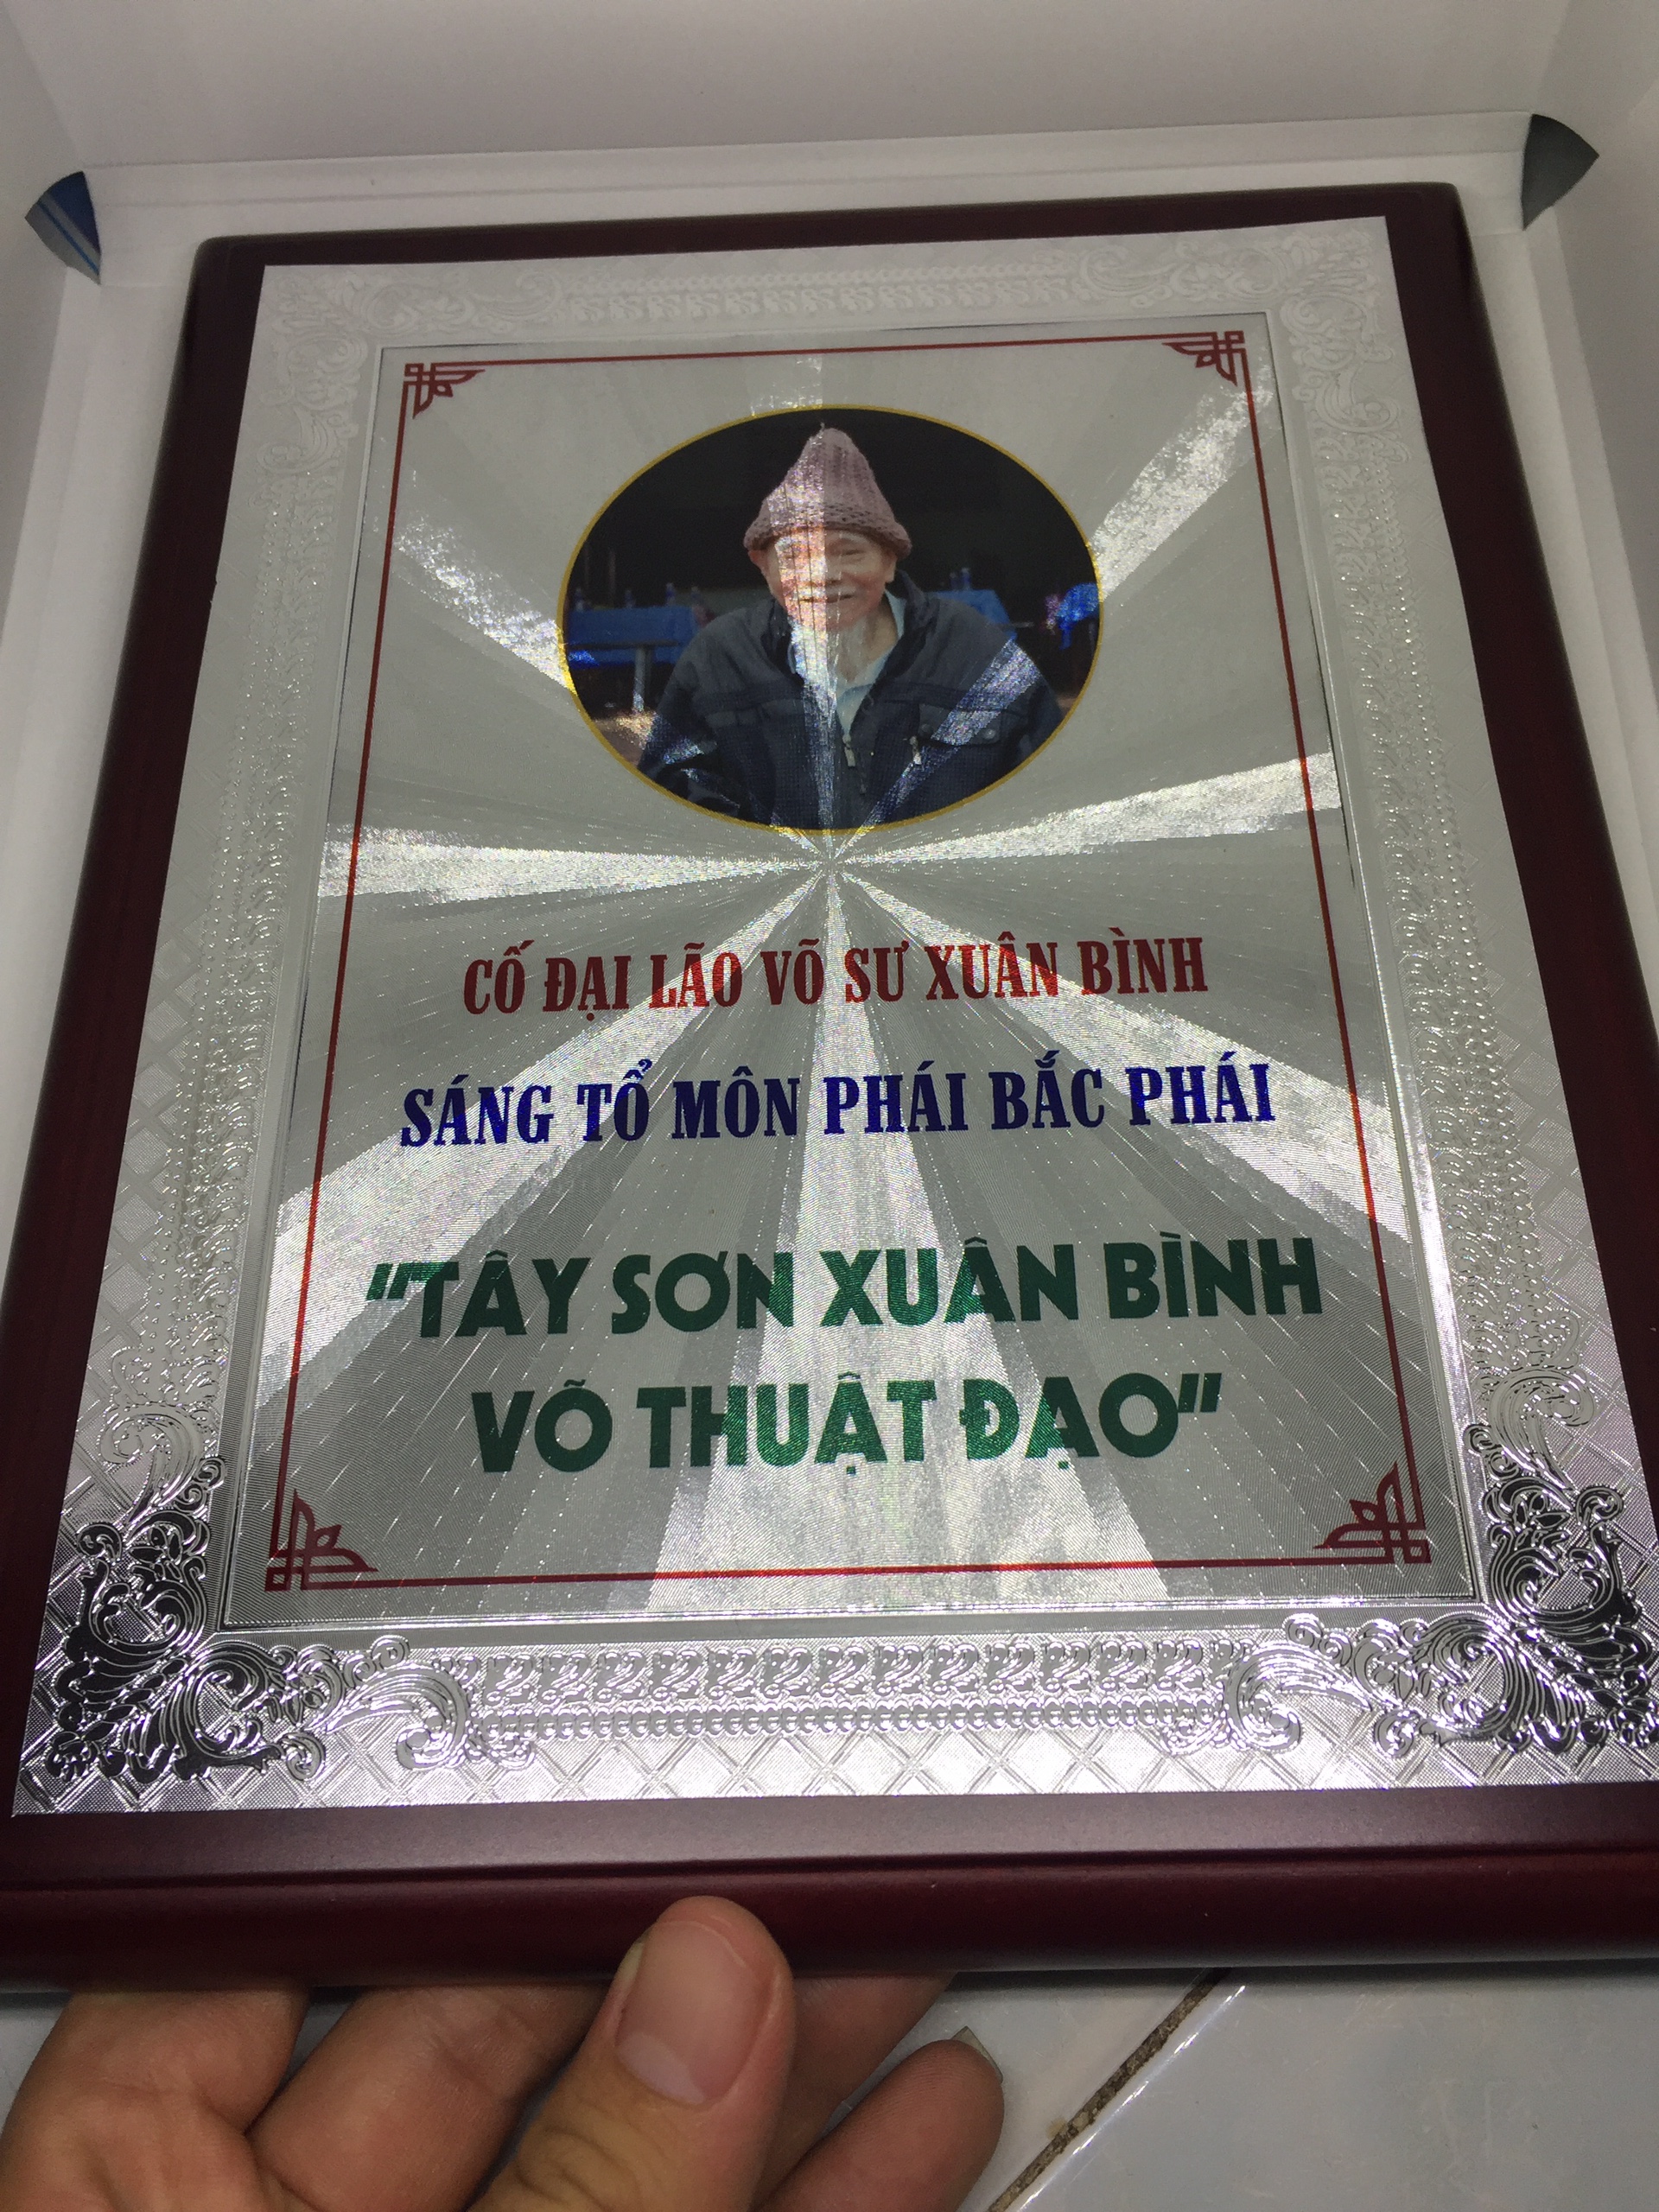 CỐ ĐẠI LÃO VÕ SƯ XUÂN BÌNH
SÁNG TỔ MÔN PHÁI BẮC PHÁI
"TÂY SƠN XUÂN BÌNH
VÕ THUẬT ĐẠO"